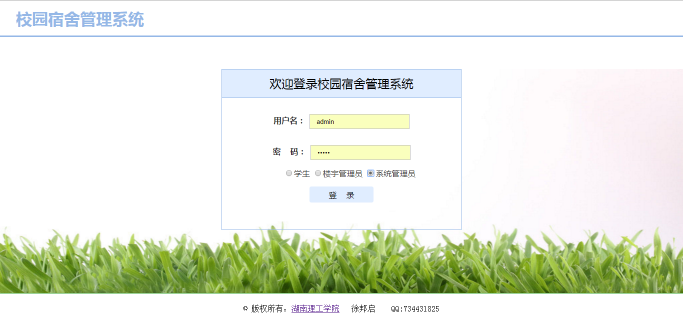 校园宿舍管理系统
欢迎登录校园宿舍管理系统
用户名： admin
密 码： •••••
学生 楼宇管理员 系统管理员
登 录
© 版权所有，湖南理工学院 徐邦启 QQ:734431825